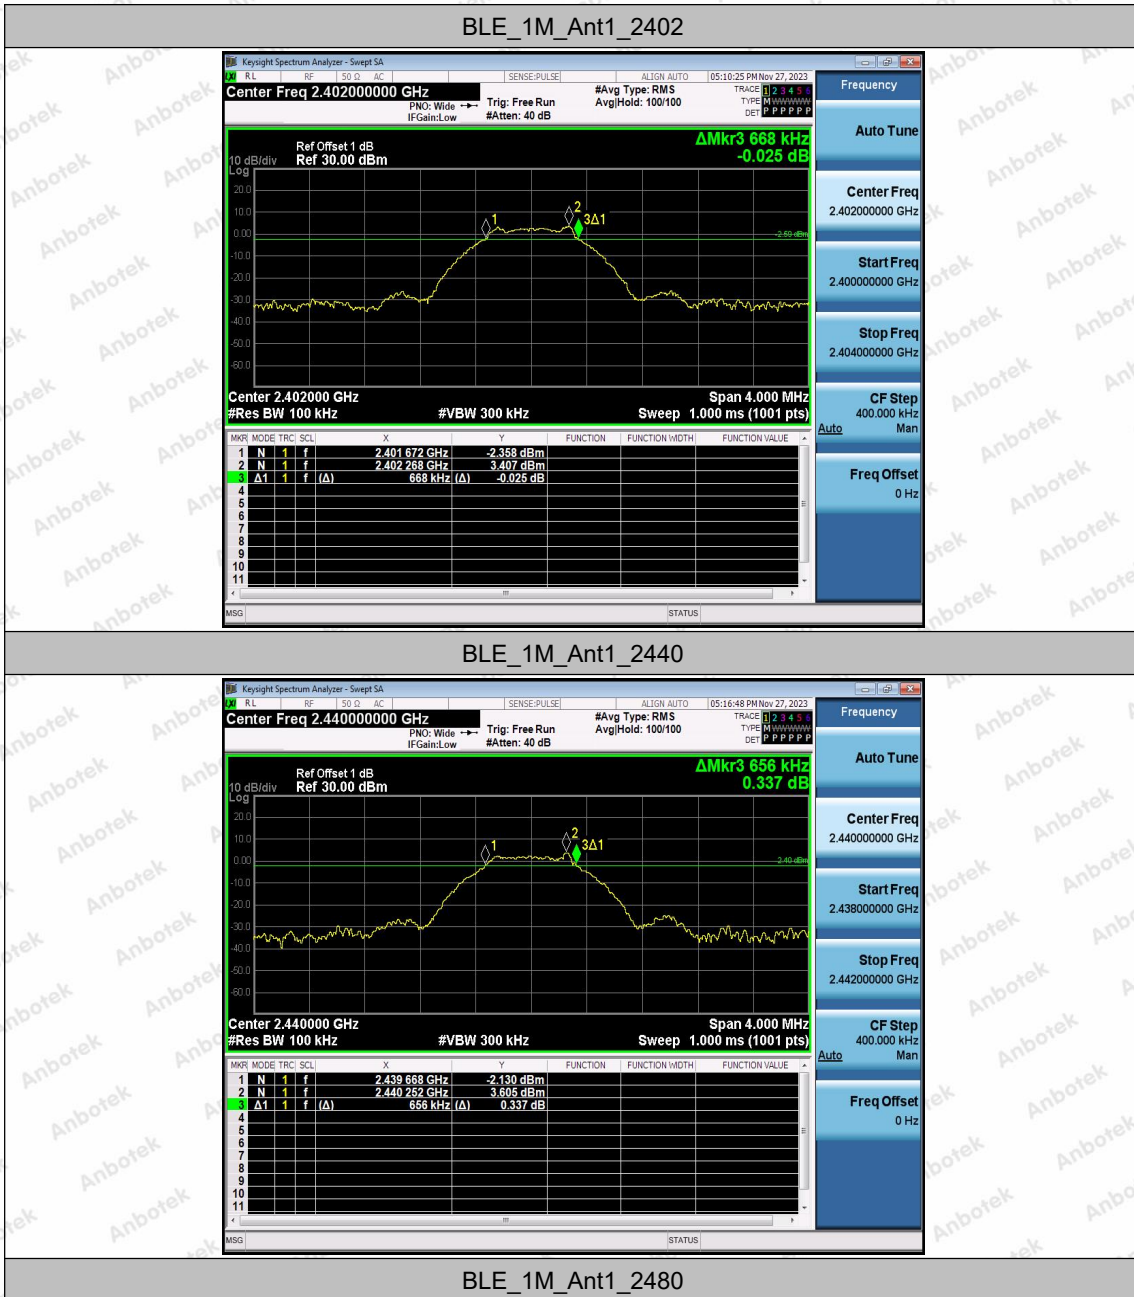 BLE_1M_Ant1_2402
Keysight Spectrum Analyzer - Swept SA
LXI RL RF 50 Ω AC SENSE:PULSE ALIGN AUTO 05:10:25 PM Nov 27, 2023
Center Freq 2.402000000 GHz #Avg Type: RMS TRACE 1 2 3 4 5 6
PNO: Wide Trig: Free Run Avg|Hold: 100/100 TYPE M W W W W W
IFGain:Low #Atten: 40 dB DET P P P P P P
ΔMkr3 668 kHz
Ref Offset 1 dB
10 dB/div Ref 30.00 dBm -0.025 dB
Log
20.0
10.0
0.00
-10.0
-20.0
-30.0
-40.0
-50.0
-60.0
1
2
3Δ1
-2.59 dBm
Center 2.402000 GHz Span 4.000 MHz
#Res BW 100 kHz #VBW 300 kHz Sweep 1.000 ms (1001 pts)
MKR MODE TRC SCL X Y FUNCTION FUNCTION WIDTH FUNCTION VALUE
1 N 1 f 2.401 672 GHz -2.358 dBm
2 N 1 f 2.402 268 GHz 3.407 dBm
3 Δ1 1 f (Δ) 668 kHz (Δ) -0.025 dB
4
5
6
7
8
9
10
11
MSG STATUS
Frequency
Auto Tune
Center Freq
2.402000000 GHz
Start Freq
2.400000000 GHz
Stop Freq
2.404000000 GHz
CF Step
400.000 kHz
Auto Man
Freq Offset
0 Hz
BLE_1M_Ant1_2440
Keysight Spectrum Analyzer - Swept SA
LXI RL RF 50 Ω AC SENSE:PULSE ALIGN AUTO 05:16:48 PM Nov 27, 2023
Center Freq 2.440000000 GHz #Avg Type: RMS TRACE 1 2 3 4 5 6
PNO: Wide Trig: Free Run Avg|Hold: 100/100 TYPE M W W W W W
IFGain:Low #Atten: 40 dB DET P P P P P P
ΔMkr3 656 kHz
Ref Offset 1 dB
10 dB/div Ref 30.00 dBm 0.337 dB
Log
20.0
10.0
0.00
-10.0
-20.0
-30.0
-40.0
-50.0
-60.0
1
2
3Δ1
-2.40 dBm
Center 2.440000 GHz Span 4.000 MHz
#Res BW 100 kHz #VBW 300 kHz Sweep 1.000 ms (1001 pts)
MKR MODE TRC SCL X Y FUNCTION FUNCTION WIDTH FUNCTION VALUE
1 N 1 f 2.439 668 GHz -2.130 dBm
2 N 1 f 2.440 252 GHz 3.605 dBm
3 Δ1 1 f (Δ) 656 kHz (Δ) 0.337 dB
4
5
6
7
8
9
10
11
MSG STATUS
Frequency
Auto Tune
Center Freq
2.440000000 GHz
Start Freq
2.438000000 GHz
Stop Freq
2.442000000 GHz
CF Step
400.000 kHz
Auto Man
Freq Offset
0 Hz
BLE_1M_Ant1_2480
Anbotek